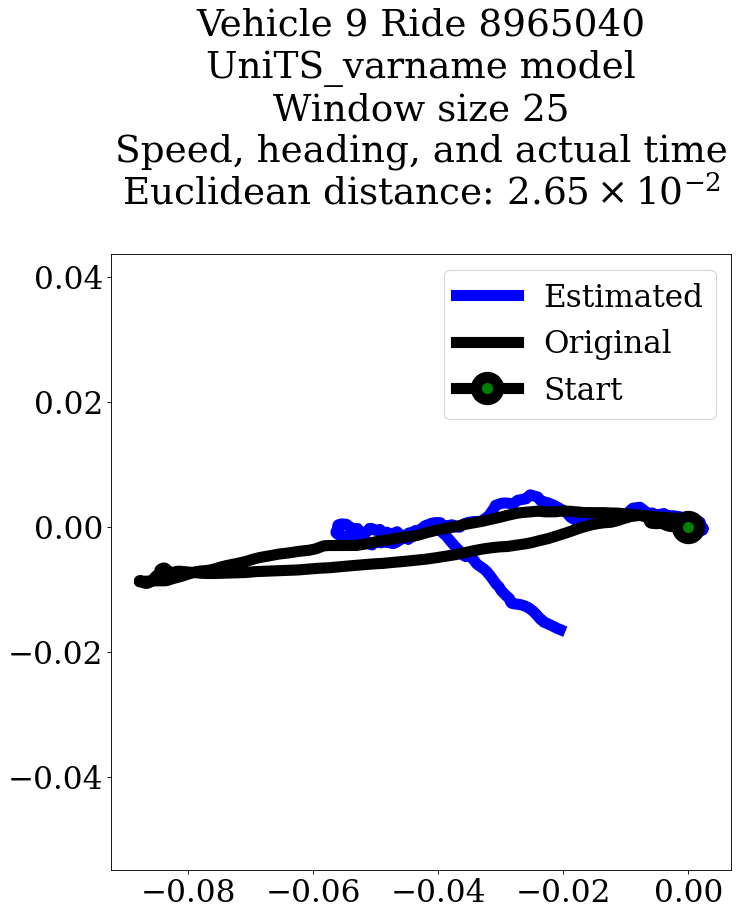 Vehicle 9 Ride 8965040
UniTS_varname model
Window size 25
Speed, heading, and actual time
Euclidean distance: 2.65 × 10⁻²
Estimated
Original
Start
0.04
0.02
0.00
−0.02
−0.04
−0.08
−0.06
−0.04
−0.02
0.00